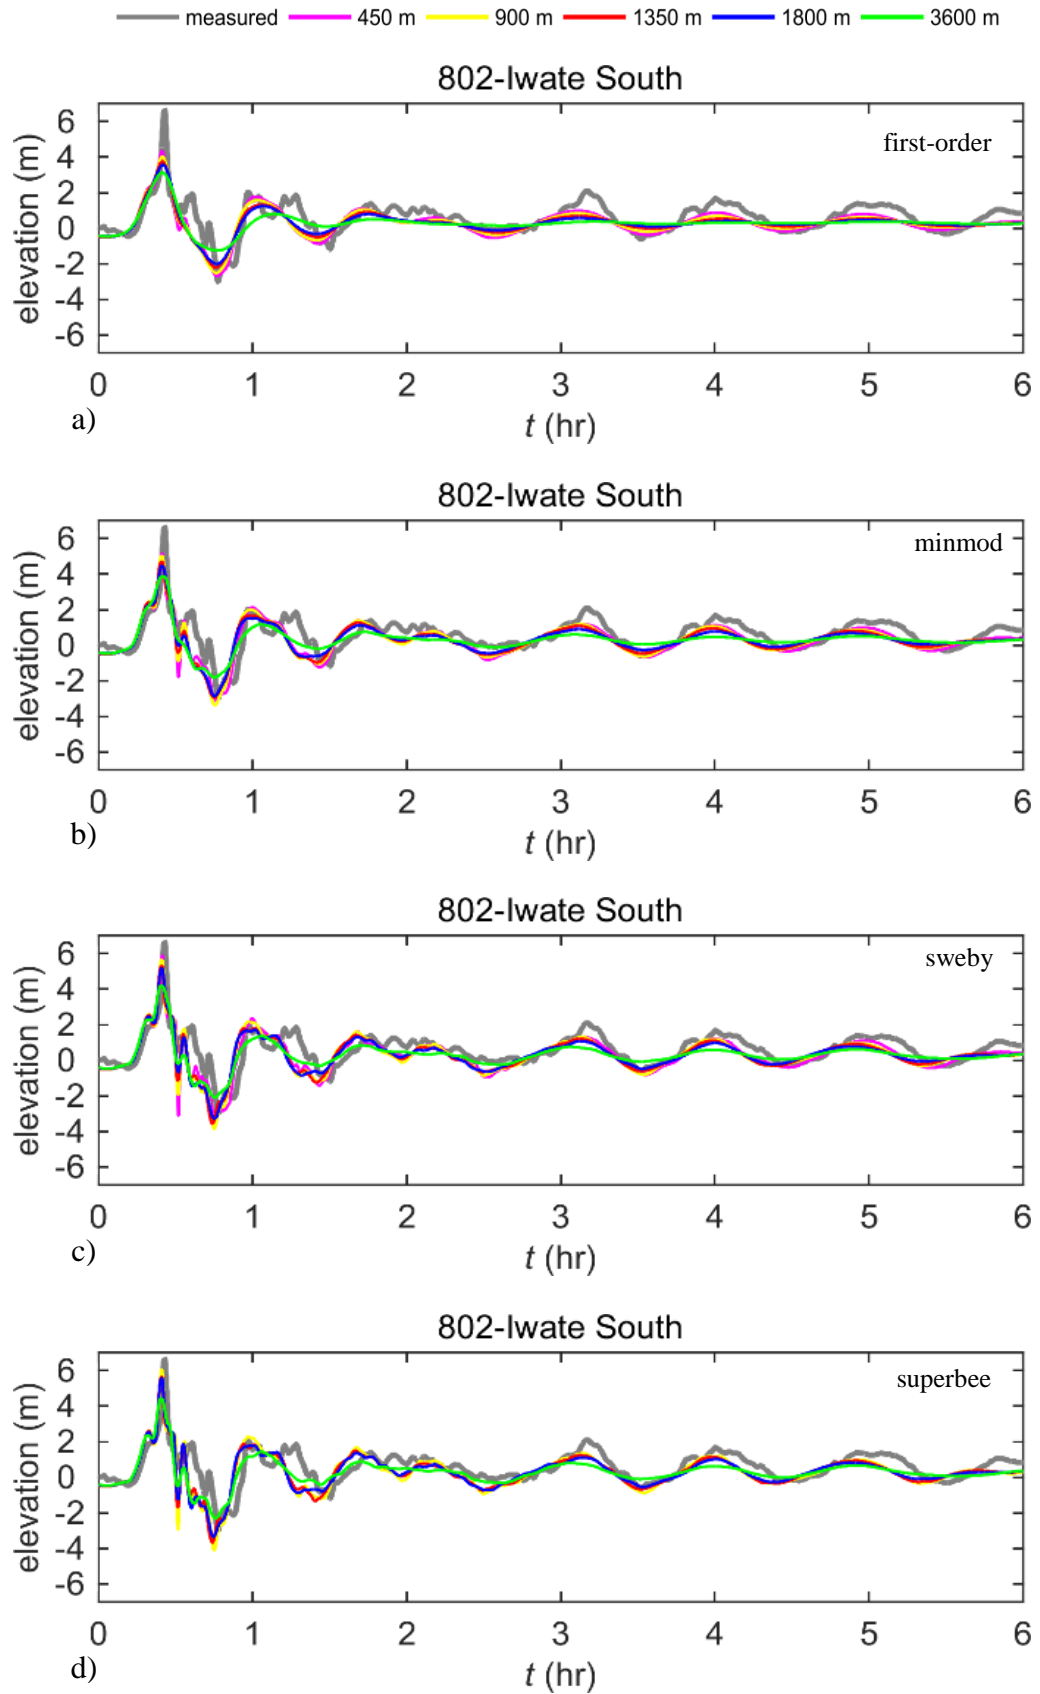 measured 450 m 900 m 1350 m 1800 m 3600 m
802-Iwate South
first-order
elevation (m)
6
4
2
0
-2
-4
-6
0 1 2 3 4 5 6
a)
t (hr)
802-Iwate South
minmod
elevation (m)
6
4
2
0
-2
-4
-6
0 1 2 3 4 5 6
b)
t (hr)
802-Iwate South
sweby
elevation (m)
6
4
2
0
-2
-4
-6
0 1 2 3 4 5 6
c)
t (hr)
802-Iwate South
superbee
elevation (m)
6
4
2
0
-2
-4
-6
0 1 2 3 4 5 6
d)
t (hr)